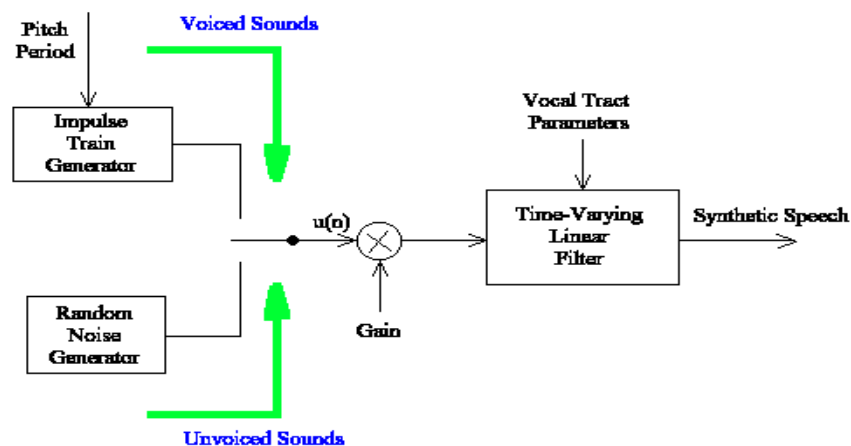 Pitch
Period
Voiced Sounds
Impulse
Train
Generator
Vocal Tract
Parameters
u(n)
Time-Varying
Linear
Filter
Synthetic Speech
Random
Noise
Generator
Gain
Unvoiced Sounds